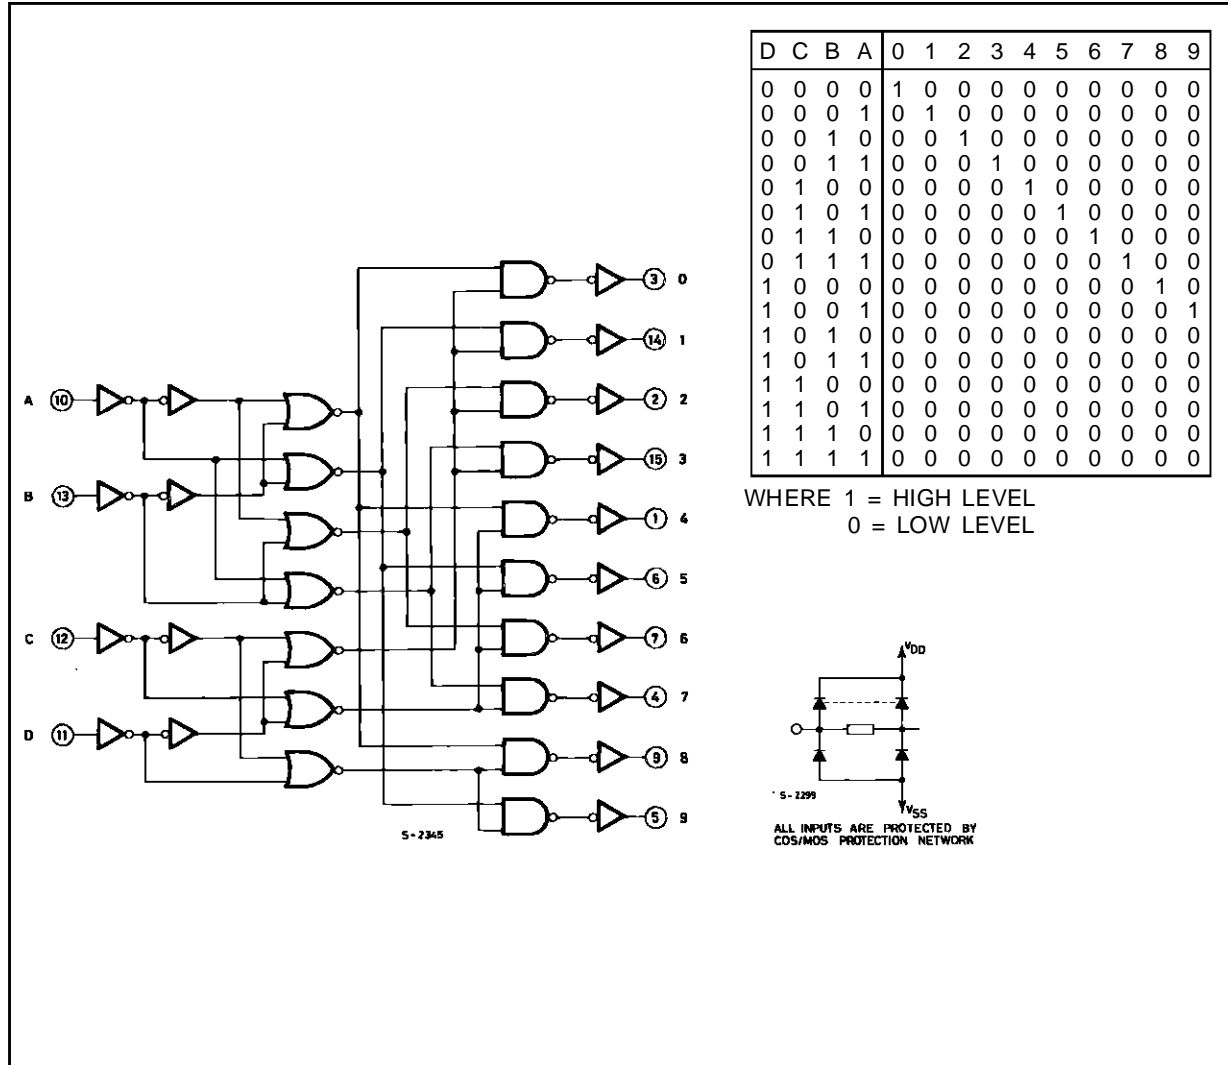 D C B A 0 1 2 3 4 5 6 7 8 9
0 0 0 0 1 0 0 0 0 0 0 0 0 0
0 0 0 1 0 1 0 0 0 0 0 0 0 0
0 0 1 0 0 0 1 0 0 0 0 0 0 0
0 0 1 1 0 0 0 1 0 0 0 0 0 0
0 1 0 0 0 0 0 0 1 0 0 0 0 0
0 1 0 1 0 0 0 0 0 1 0 0 0 0
0 1 1 0 0 0 0 0 0 0 1 0 0 0
0 1 1 1 0 0 0 0 0 0 0 1 0 0
1 0 0 0 0 0 0 0 0 0 0 0 1 0
1 0 0 1 0 0 0 0 0 0 0 0 0 1
1 0 1 0 0 0 0 0 0 0 0 0 0 0
1 0 1 1 0 0 0 0 0 0 0 0 0 0
1 1 0 0 0 0 0 0 0 0 0 0 0 0
1 1 0 1 0 0 0 0 0 0 0 0 0 0
1 1 1 0 0 0 0 0 0 0 0 0 0 0
1 1 1 1 0 0 0 0 0 0 0 0 0 0
WHERE 1 = HIGH LEVEL
0 = LOW LEVEL
A 10
B 13
C 12
D 11
3 0
14 1
2 2
15 3
1 4
6 5
7 6
4 7
9 8
5 9
S-2345
VDD
S-2299
VSS
ALL INPUTS ARE PROTECTED BY
COS/MOS PROTECTION NETWORK